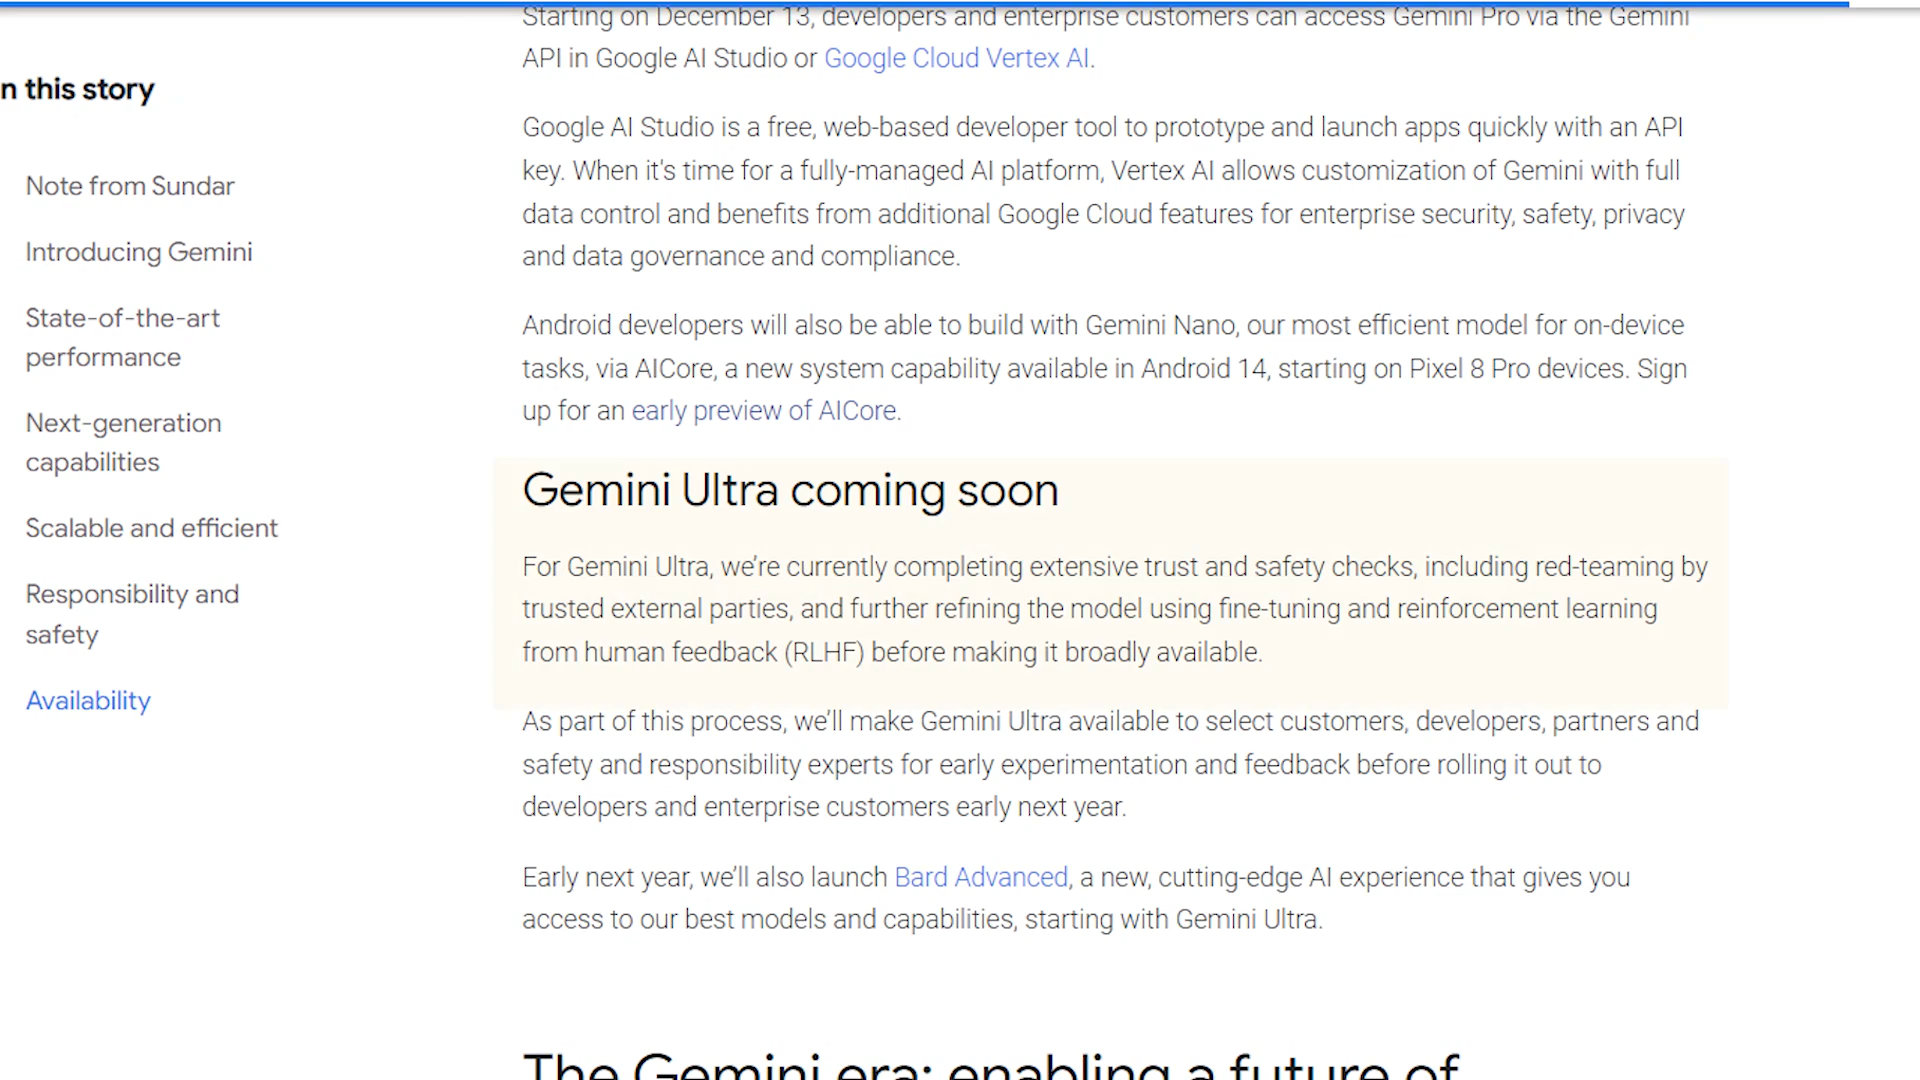 Starting on December 13, developers and enterprise customers can access Gemini Pro via the Gemini
API in Google AI Studio or Google Cloud Vertex AI.
n this story
Google AI Studio is a free, web-based developer tool to prototype and launch apps quickly with an API
key. When it's time for a fully-managed AI platform, Vertex AI allows customization of Gemini with full
data control and benefits from additional Google Cloud features for enterprise security, safety, privacy
and data governance and compliance.
Note from Sundar
Introducing Gemini
State-of-the-art
performance
Next-generation
capabilities
Scalable and efficient
Responsibility and
safety
Availability
Android developers will also be able to build with Gemini Nano, our most efficient model for on-device
tasks, via AICore, a new system capability available in Android 14, starting on Pixel 8 Pro devices. Sign
up for an early preview of AICore.
Gemini Ultra coming soon
For Gemini Ultra, we’re currently completing extensive trust and safety checks, including red-teaming by
trusted external parties, and further refining the model using fine-tuning and reinforcement learning
from human feedback (RLHF) before making it broadly available.
As part of this process, we’ll make Gemini Ultra available to select customers, developers, partners and
safety and responsibility experts for early experimentation and feedback before rolling it out to
developers and enterprise customers early next year.
Early next year, we’ll also launch Bard Advanced, a new, cutting-edge AI experience that gives you
access to our best models and capabilities, starting with Gemini Ultra.
The Gemini era: enabling a future of